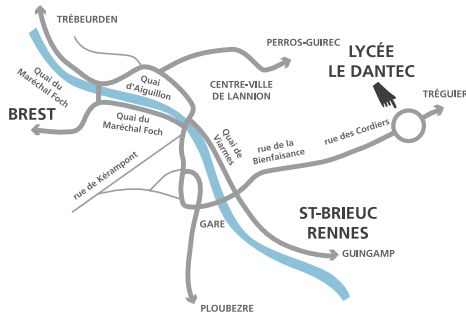 TRÉBEURDEN
PERROS-GUIREC
LYCÉE
LE DANTEC
Quai du
Maréchal Foch
Quai
d'Aiguillon
CENTRE-VILLE
DE LANNION
TRÉGUIER
BREST
Quai du
Maréchal Foch
Quai de
Viarmes
rue de la
Bienfaisance
rue des Cordiers
rue de Kérampont
ST-BRIEUC
RENNES
GARE
GUINGAMP
PLOUBEZRE